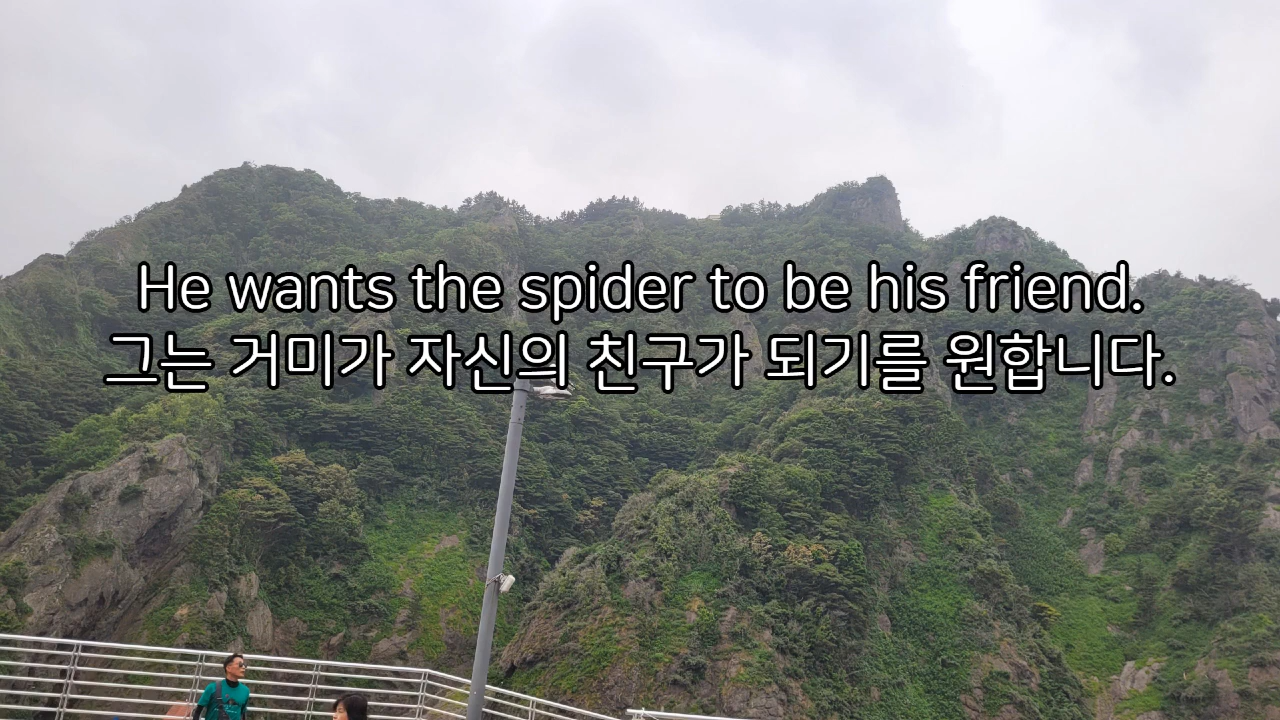 He wants the spider to be his friend.
그는 거미가 자신의 친구가 되기를 원합니다.